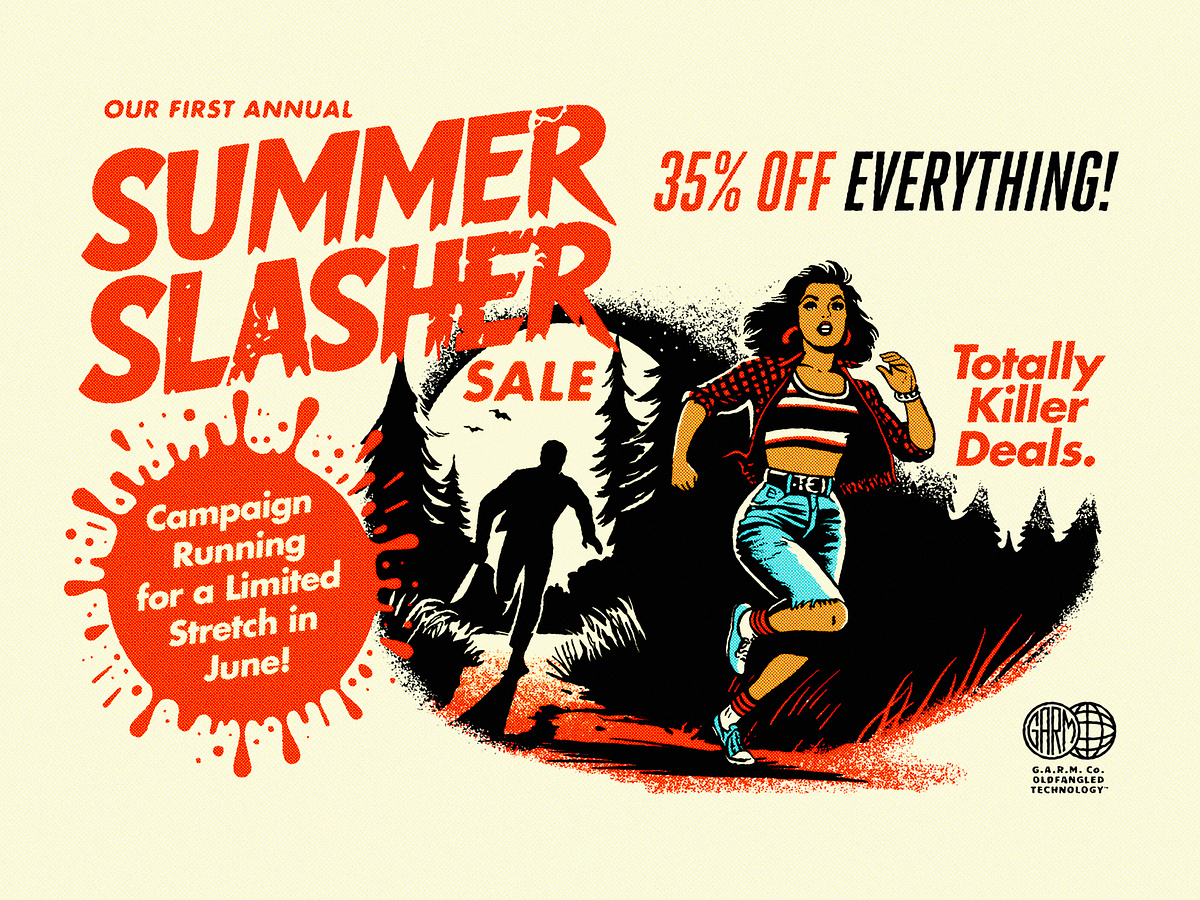 OUR FIRST ANNUAL
SUMMER
SLASHER
SALE
35% OFF EVERYTHING!
Totally
Killer
Deals.
Campaign
Running
for a Limited
Stretch in
June!
GARM
G.A.R.M. Co.
OLDFANGLED
TECHNOLOGY™